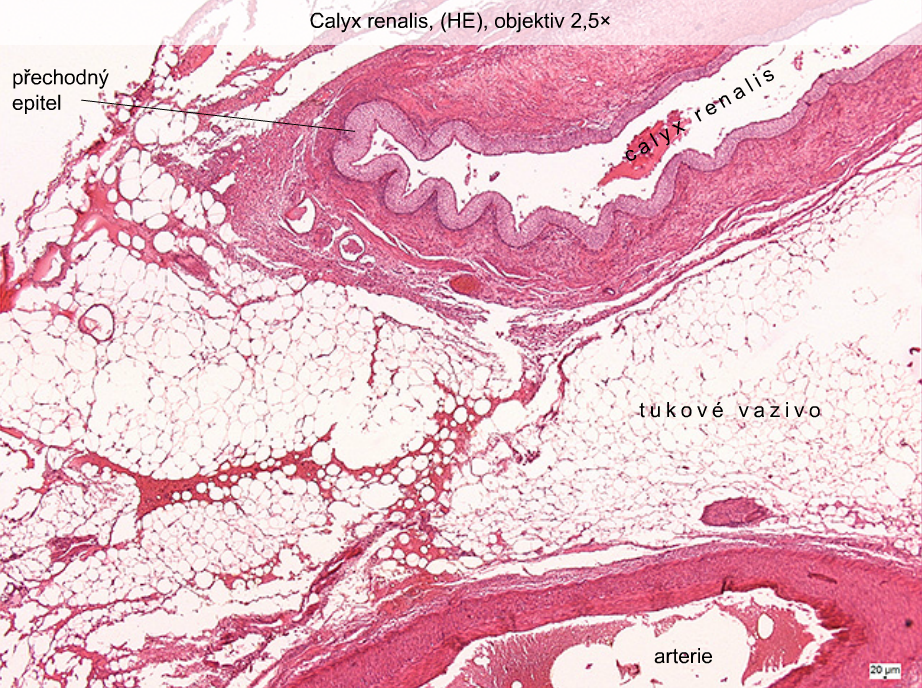 Calyx renalis, (HE), objektiv 2,5×
přechodný
epitel
calyx renalis
tukové vazivo
arterie
20 µm